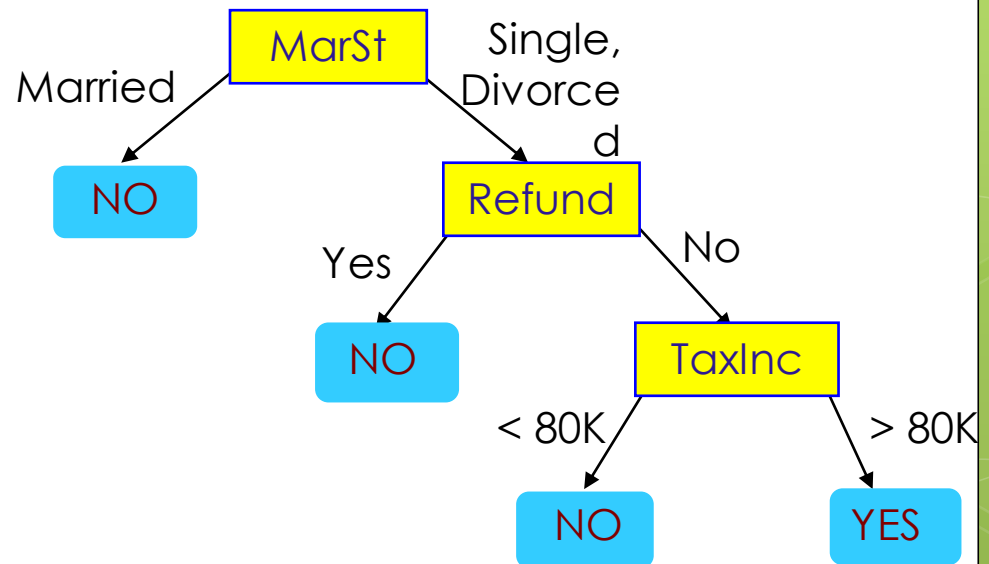 MarSt
Single,
Married
Divorce
d
NO
Refund
Yes
No
NO
TaxInc
< 80K
> 80K
NO
YES